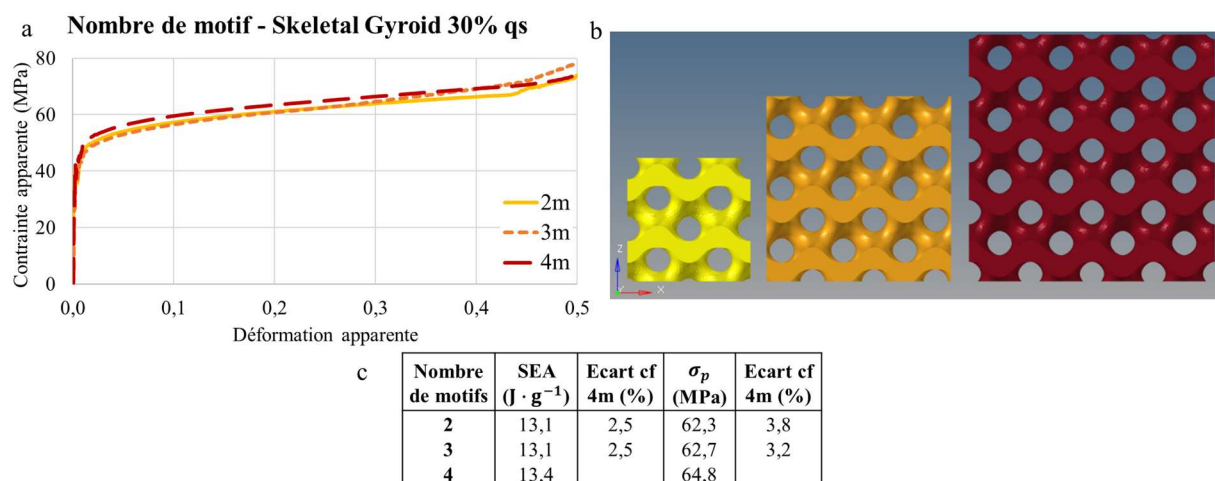 a Nombre de motif - Skeletal Gyroid 30% qs
Contrainte apparente (MPa)
80
60
40
20
0
2m
3m
4m
0,0 0,1 0,2 0,3 0,4 0,5
Déformation apparente
b
Z
X
c
Nombre de motifs SEA (J · g⁻¹) Ecart cf 4m (%) σₚ (MPa) Ecart cf 4m (%)
2 13,1 2,5 62,3 3,8
3 13,1 2,5 62,7 3,2
4 13,4 64,8